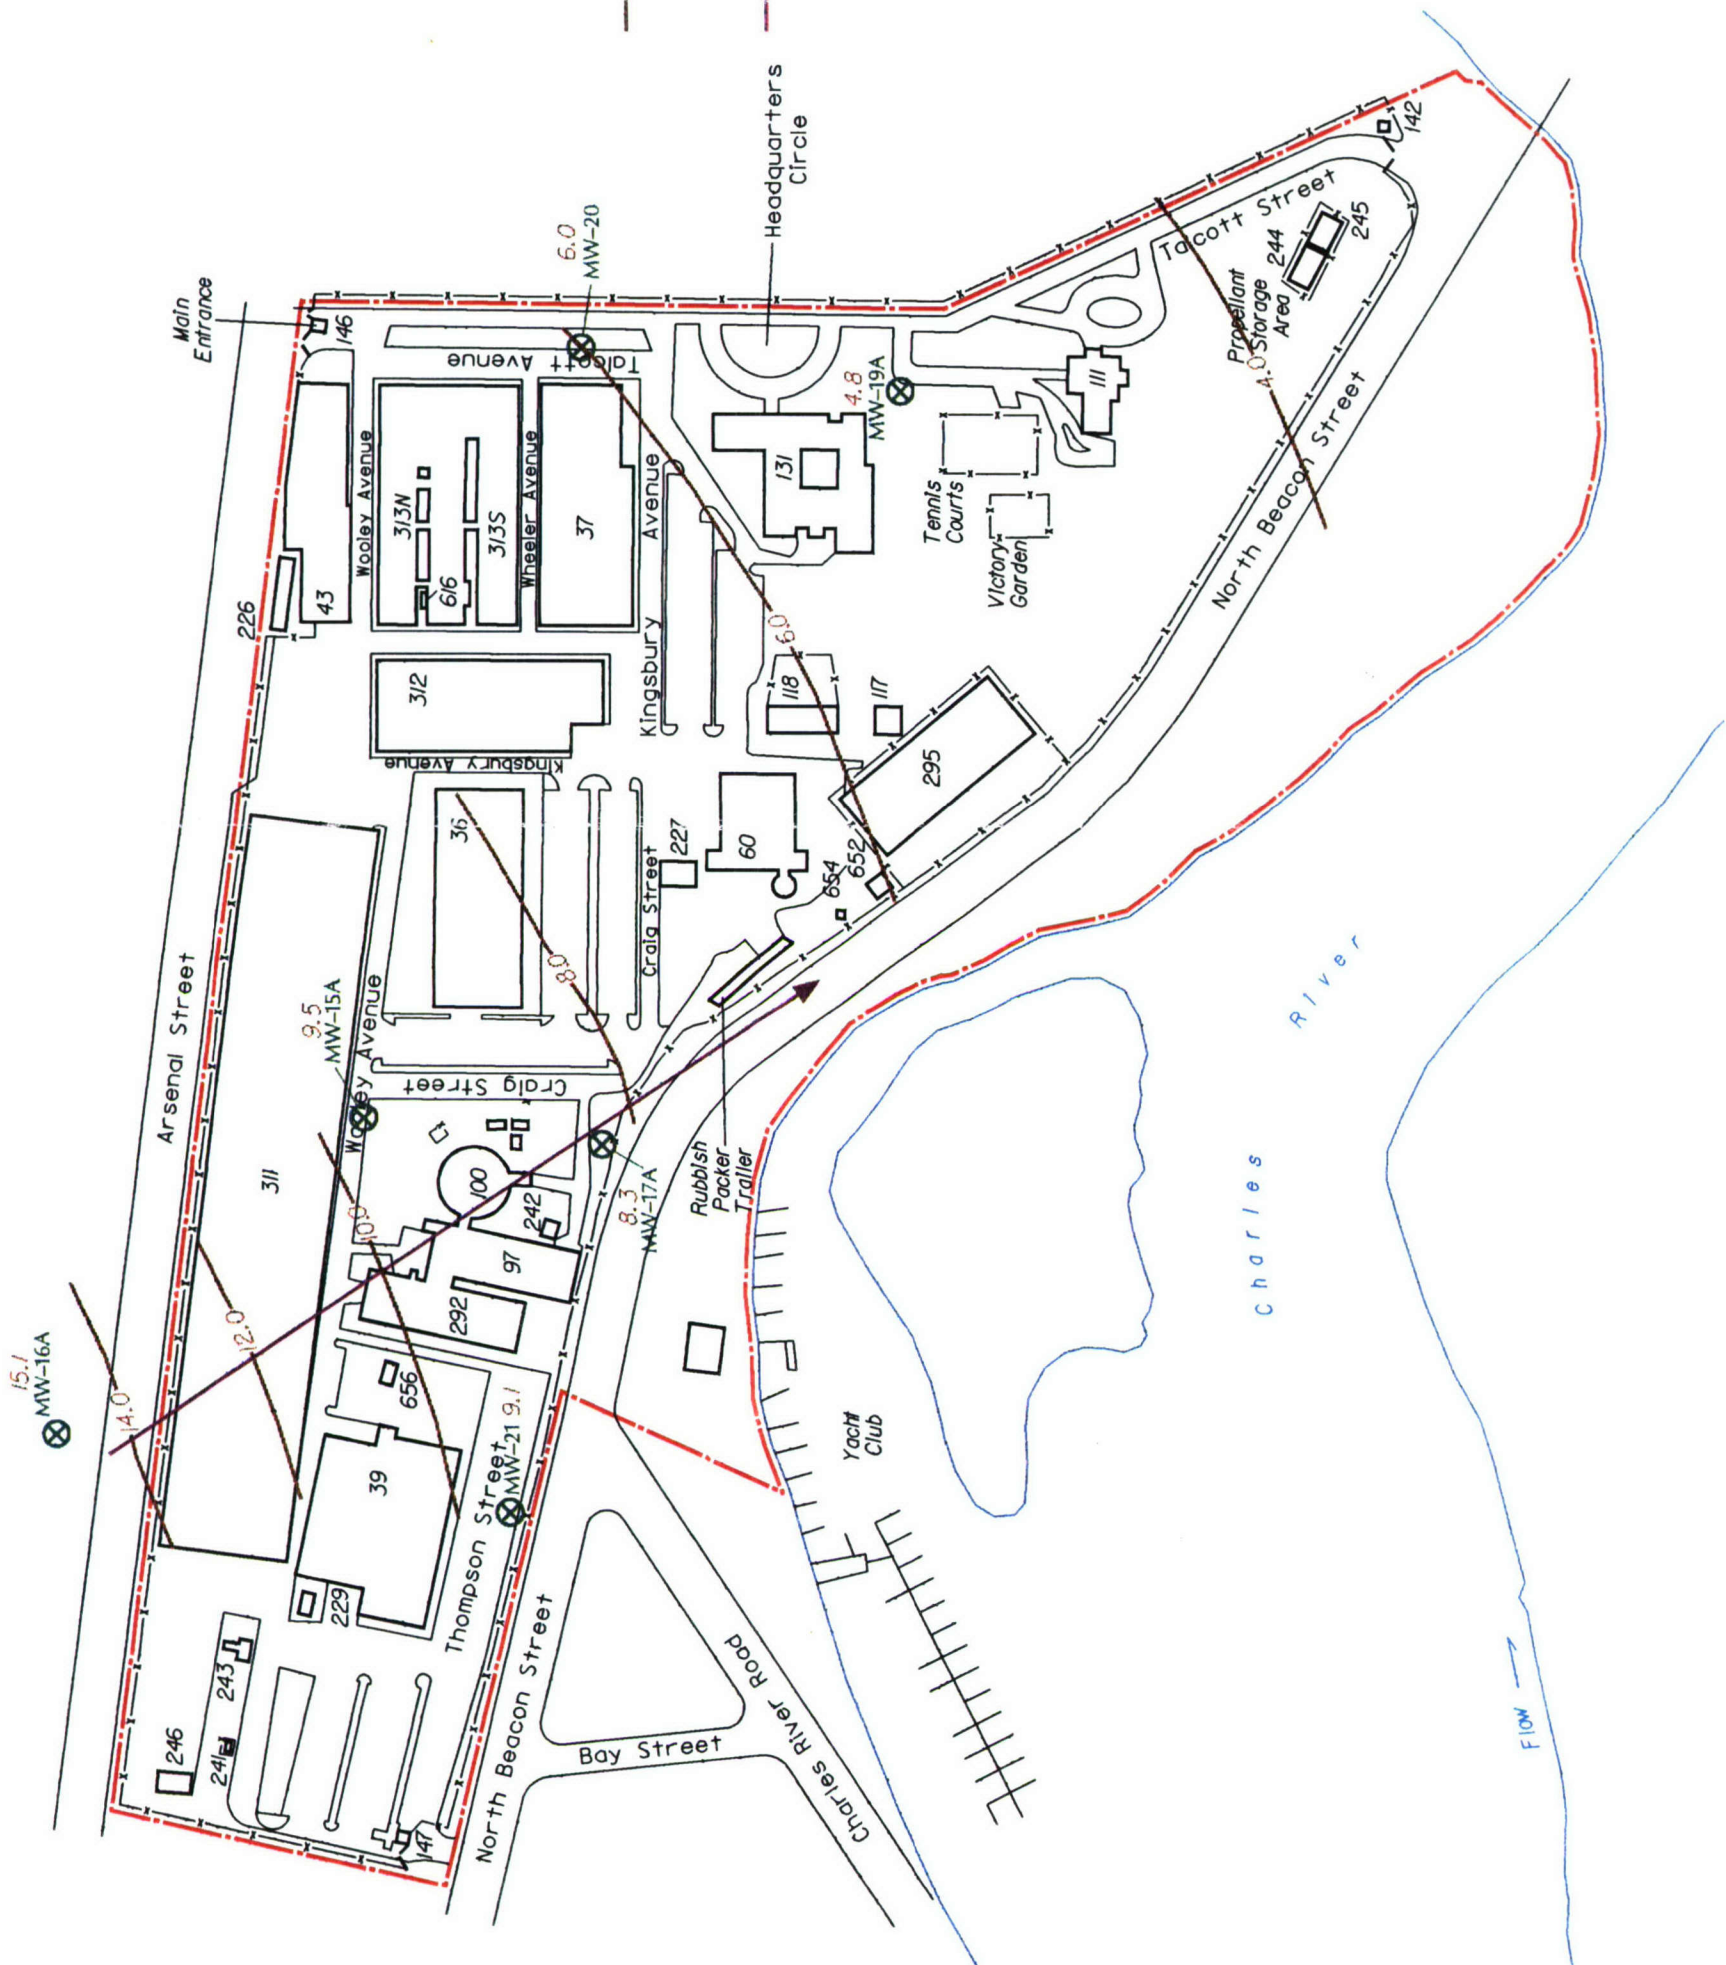 Main
Entrance
146
6.0
MW-20
Headquarters
Circle
Talcott
Avenue
Wooley Avenue
313N
313S
616
Wheeler Avenue
37
43
226
312
Kingsbury
Avenue
Kingsbury Avenue
131
4.8
MW-19A
111
Tennis
Courts
Victory
Garden
Talcott Street
142
244
245
Propellant
Storage
Area
4.0
North Beacon Street
6.0
118
117
295
36
8.0
Craig Street
227
60
654
652
Arsenal Street
9.5
MW-15A
Wooley Avenue
Craig Street
311
100
242
97
292
10.0
8.3
MW-17A
Rubbish
Packer
Trailer
15.1
MW-16A
14.0
12.0
656
39
MW-21 9.1
Thompson Street
229
243
241
246
147
North Beacon Street
Bay Street
Charles River Road
Yacht
Club
Charles
River
Flow